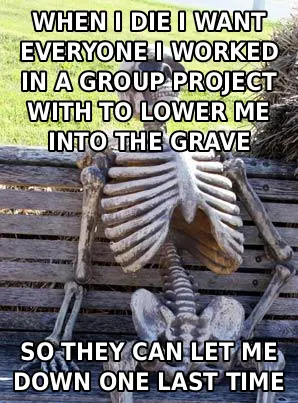 WHEN I DIE I WANT
EVERYONE I WORKED
IN A GROUP PROJECT
WITH TO LOWER ME
INTO THE GRAVE
SO THEY CAN LET ME
DOWN ONE LAST TIME